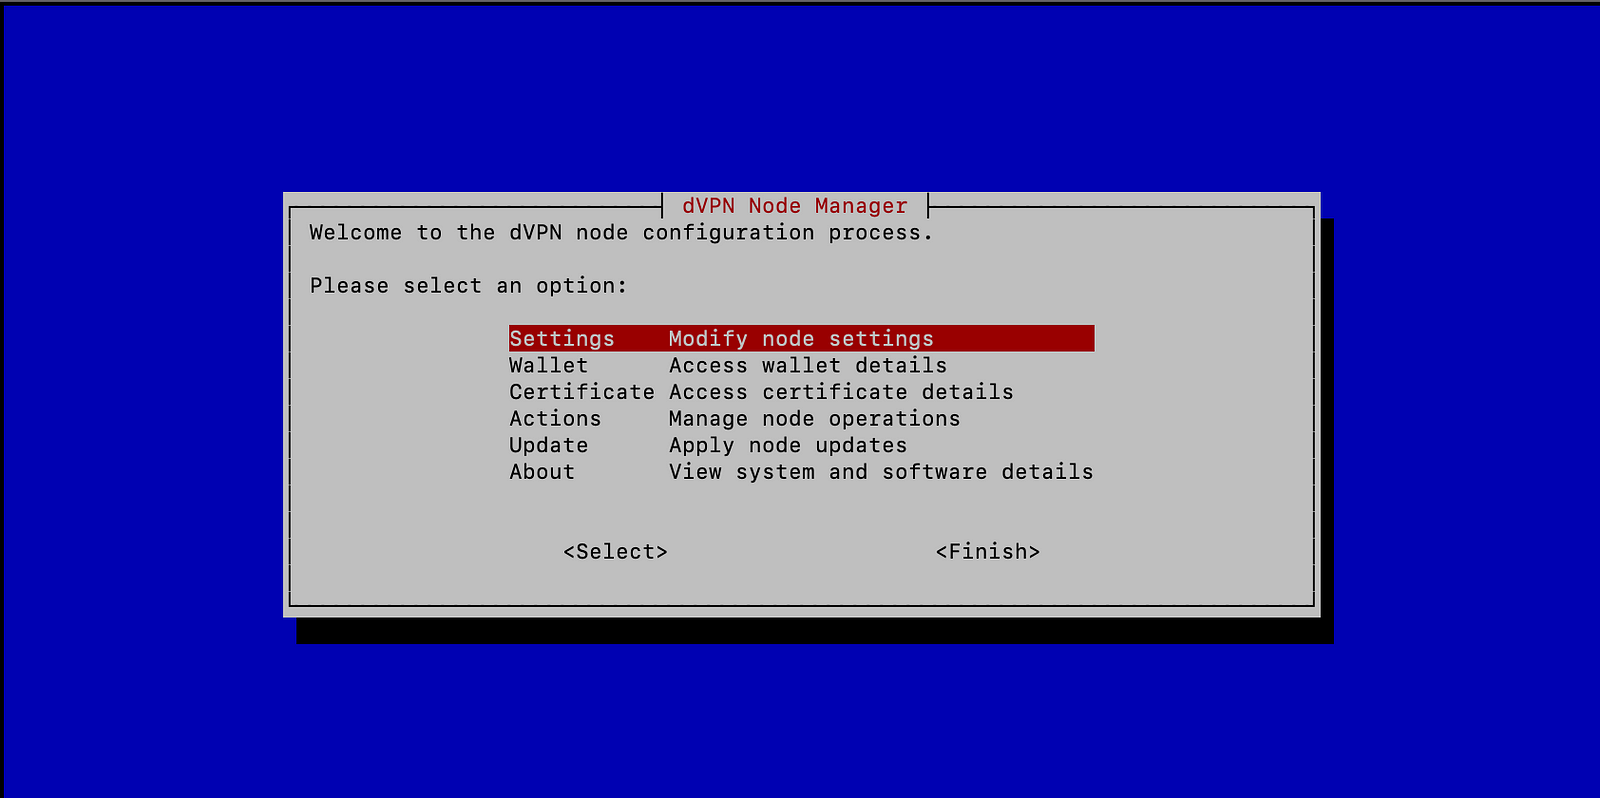 dVPN Node Manager
Welcome to the dVPN node configuration process.
Please select an option:
Settings Modify node settings
Wallet Access wallet details
Certificate Access certificate details
Actions Manage node operations
Update Apply node updates
About View system and software details
<Select> <Finish>